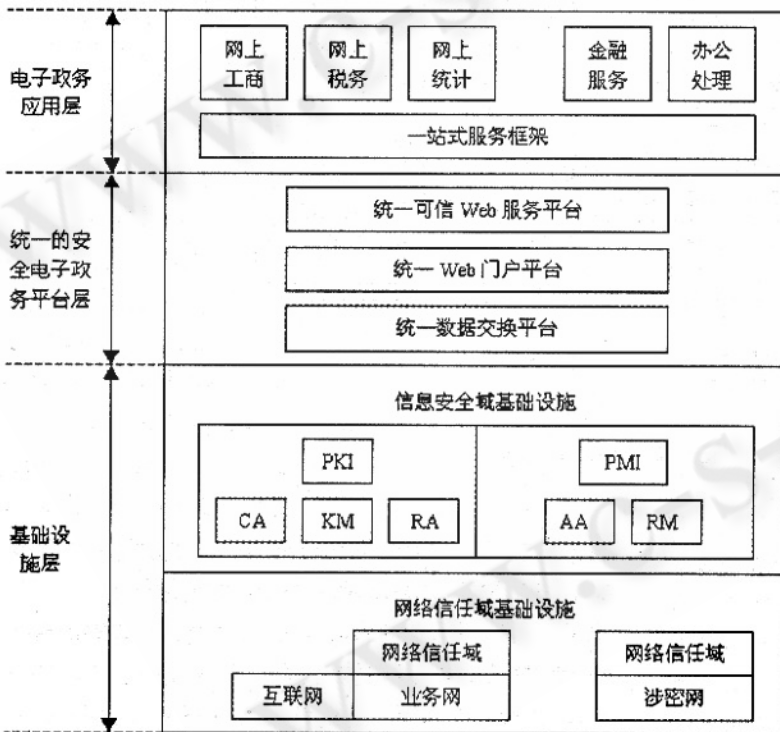 网上
工商
网上
税务
网上
统计
金融
服务
办公
处理
电子政务
应用层
一站式服务框架
统一可信 Web 服务平台
统一的安
全电子政
务平台层
统一 Web 门户平台
统一数据交换平台
信息安全域基础设施
PKI
PMI
CA
KM
RA
AA
RM
基础设
施层
网络信任域基础设施
网络信任域
网络信任域
互联网
业务网
涉密网